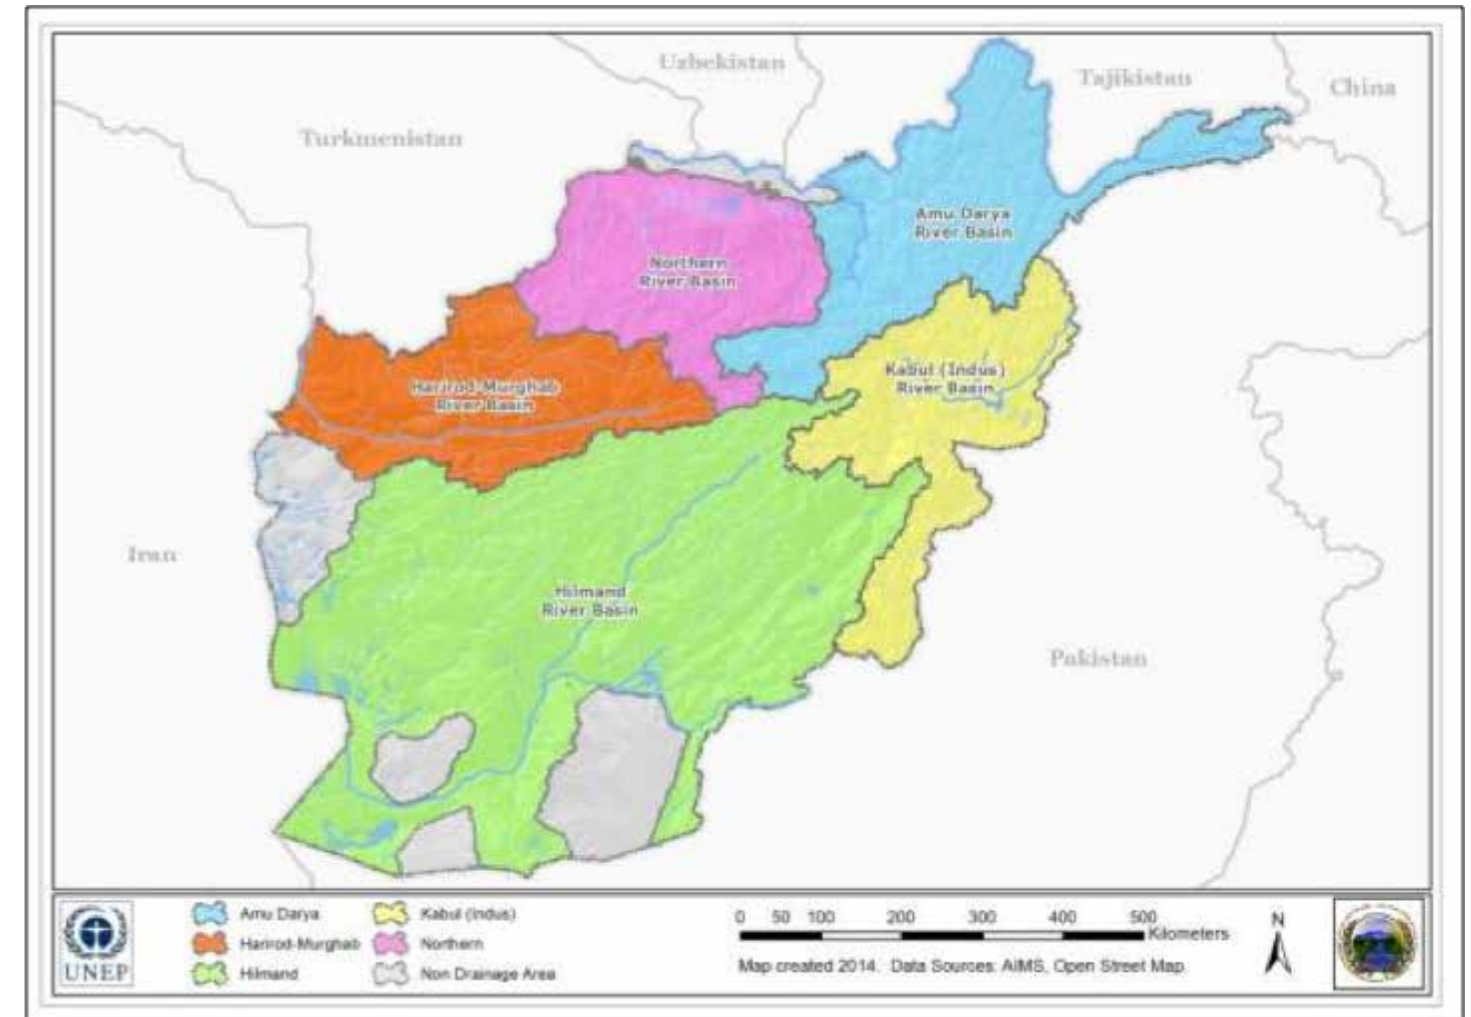 Uzbekistan
Tajikistan
China
Turkmenistan
Amu Darya
River Basin
Northern
River Basin
Kabul (Indus)
River Basin
Harirod-Murghab
River Basin
Iran
Hilmand
River Basin
Pakistan
UNEP
Amu Darya
Harirod-Murghab
Hilmand
Kabul (Indus)
Northern
Non Drainage Area
0 50 100 200 300 400 500
Kilometers
Map created 2014. Data Sources: AIMS, Open Street Map.
N